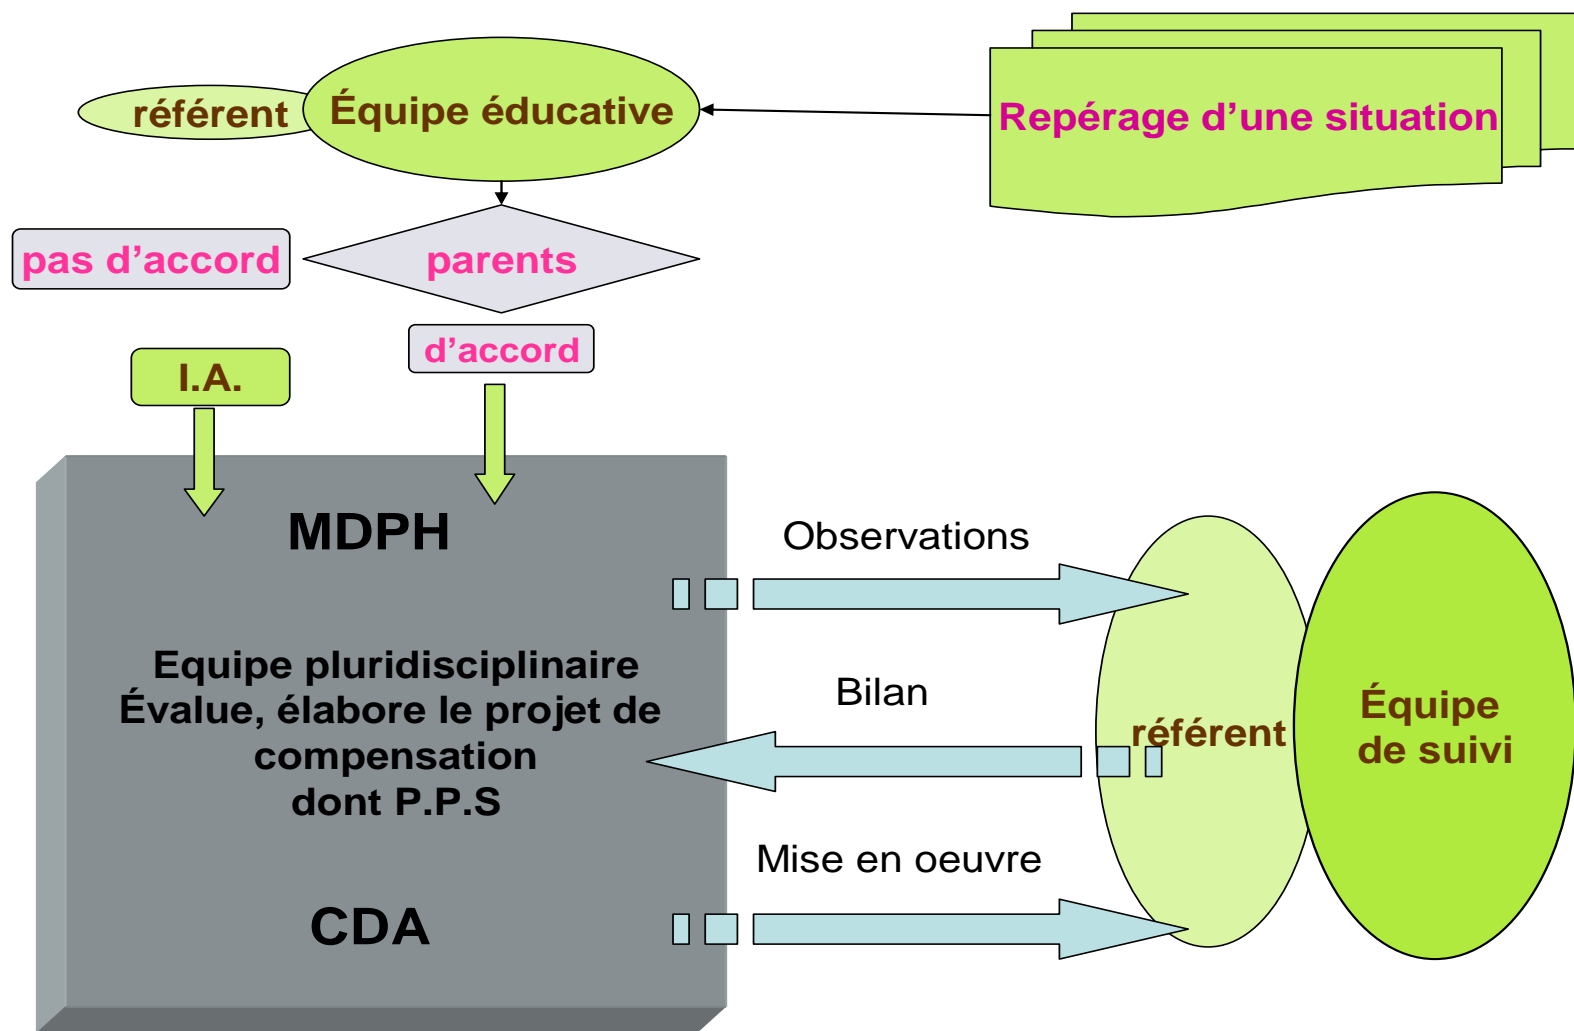 référent
Équipe éducative
Repérage d’une situation
pas d’accord
parents
d’accord
I.A.
MDPH
Observations
Equipe pluridisciplinaire
Évalue, élabore le projet de
compensation
dont P.P.S
Bilan
référent
Équipe
de suivi
Mise en oeuvre
CDA